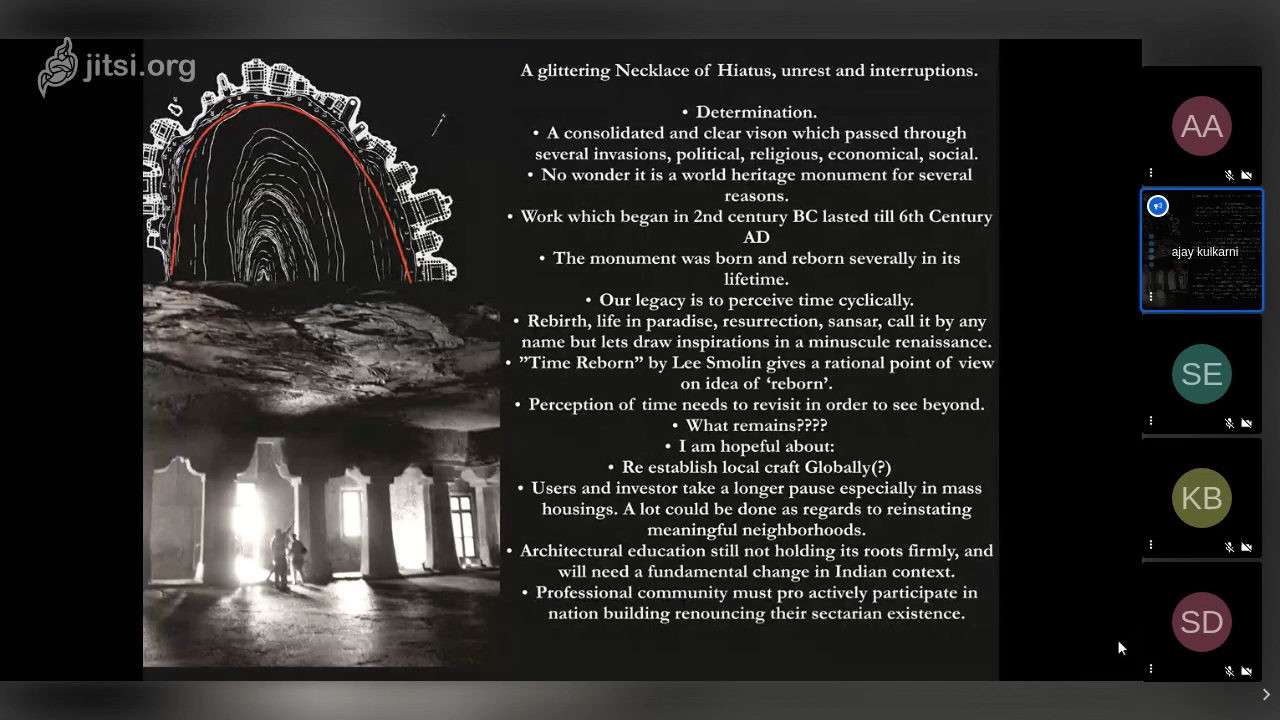 jitsi.org
A glittering Necklace of Hiatus, unrest and interruptions.
• Determination.
• A consolidated and clear vison which passed through
several invasions, political, religious, economical, social.
• No wonder it is a world heritage monument for several
reasons.
• Work which began in 2nd century BC lasted till 6th Century
AD
• The monument was born and reborn severally in its
lifetime.
• Our legacy is to perceive time cyclically.
• Rebirth, life in paradise, resurrection, sansar, call it by any
name but lets draw inspirations in a minuscule renaissance.
• ”Time Reborn” by Lee Smolin gives a rational point of view
on idea of ‘reborn’.
• Perception of time needs to revisit in order to see beyond.
• What remains????
• I am hopeful about:
• Re establish local craft Globally(?)
• Users and investor take a longer pause especially in mass
housings. A lot could be done as regards to reinstating
meaningful neighborhoods.
• Architectural education still not holding its roots firmly, and
will need a fundamental change in Indian context.
• Professional community must pro actively participate in
nation building renouncing their sectarian existence.
AA
ajay kulkarni
SE
KB
SD